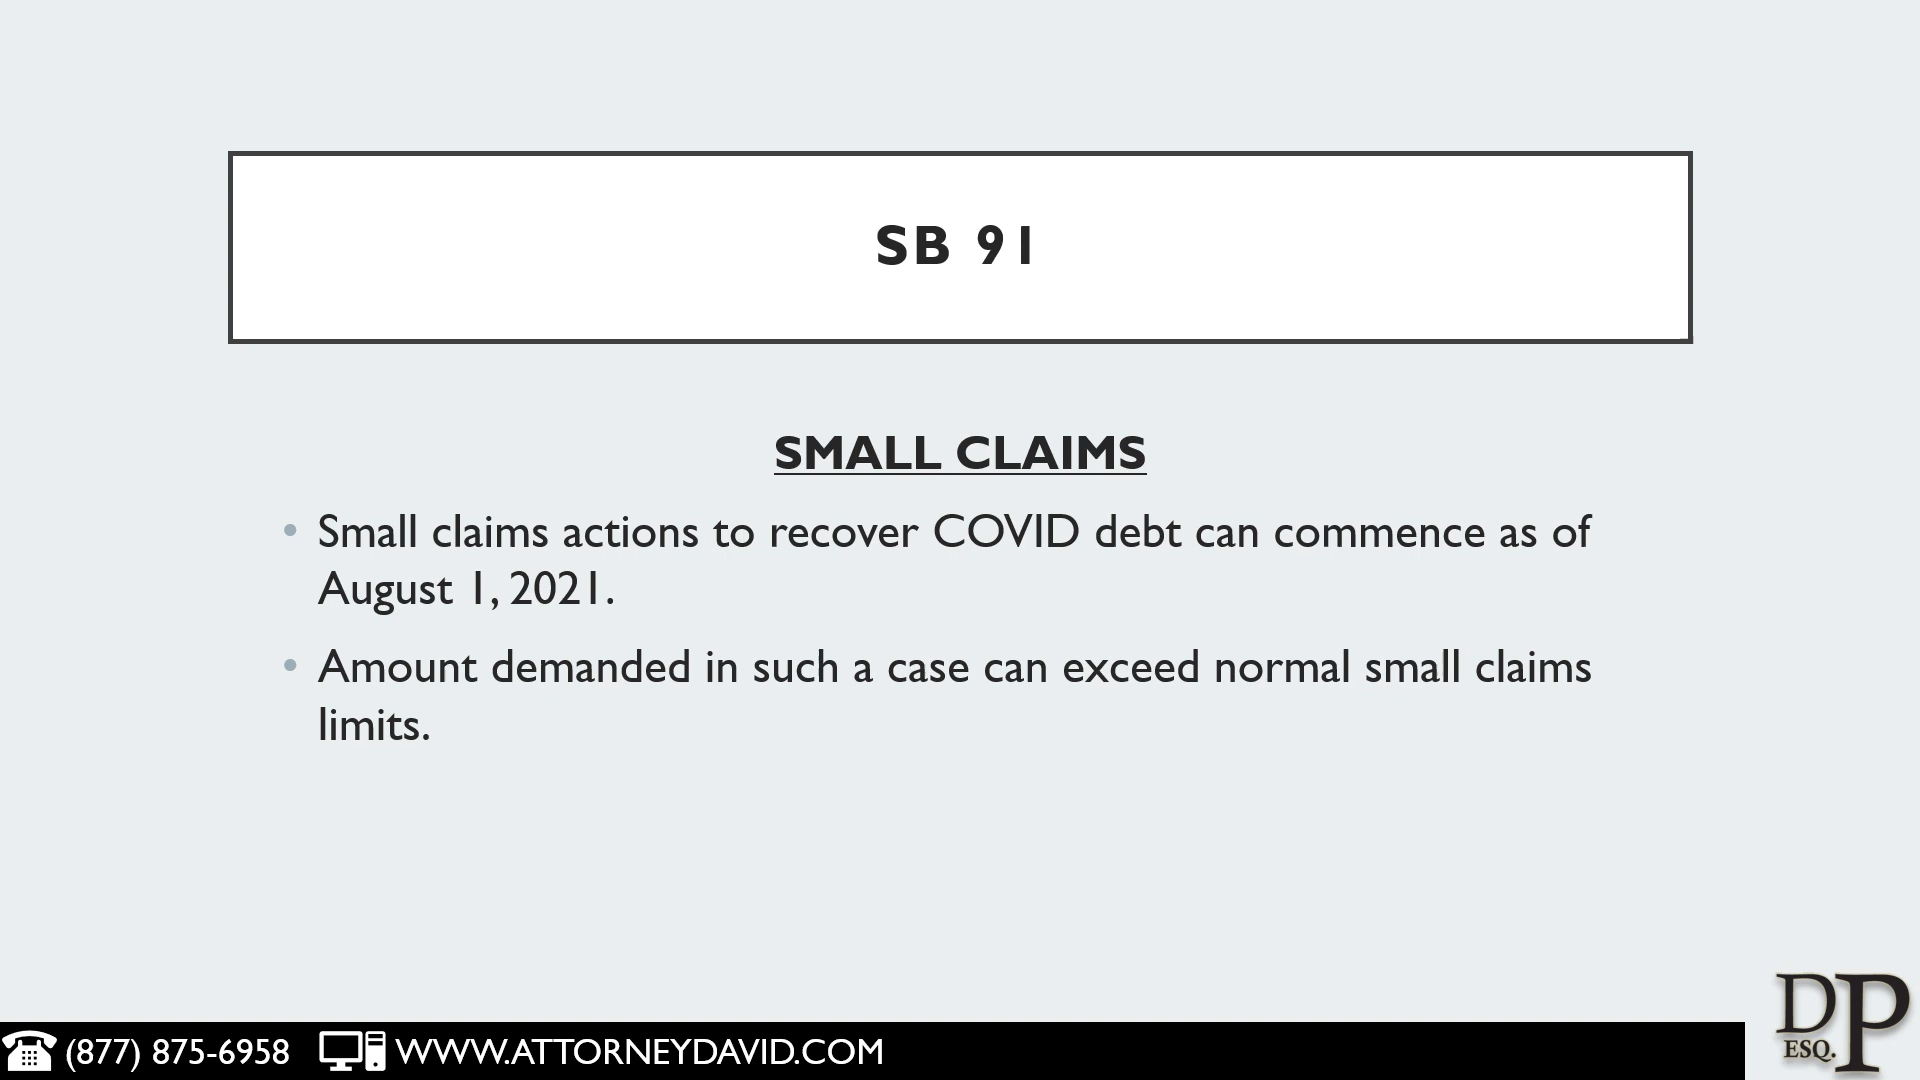 SB 91
SMALL CLAIMS
• Small claims actions to recover COVID debt can commence as of
August 1, 2021.
• Amount demanded in such a case can exceed normal small claims
limits.
(877) 875-6958 WWW.ATTORNEYDAVID.COM
DP
ESQ.